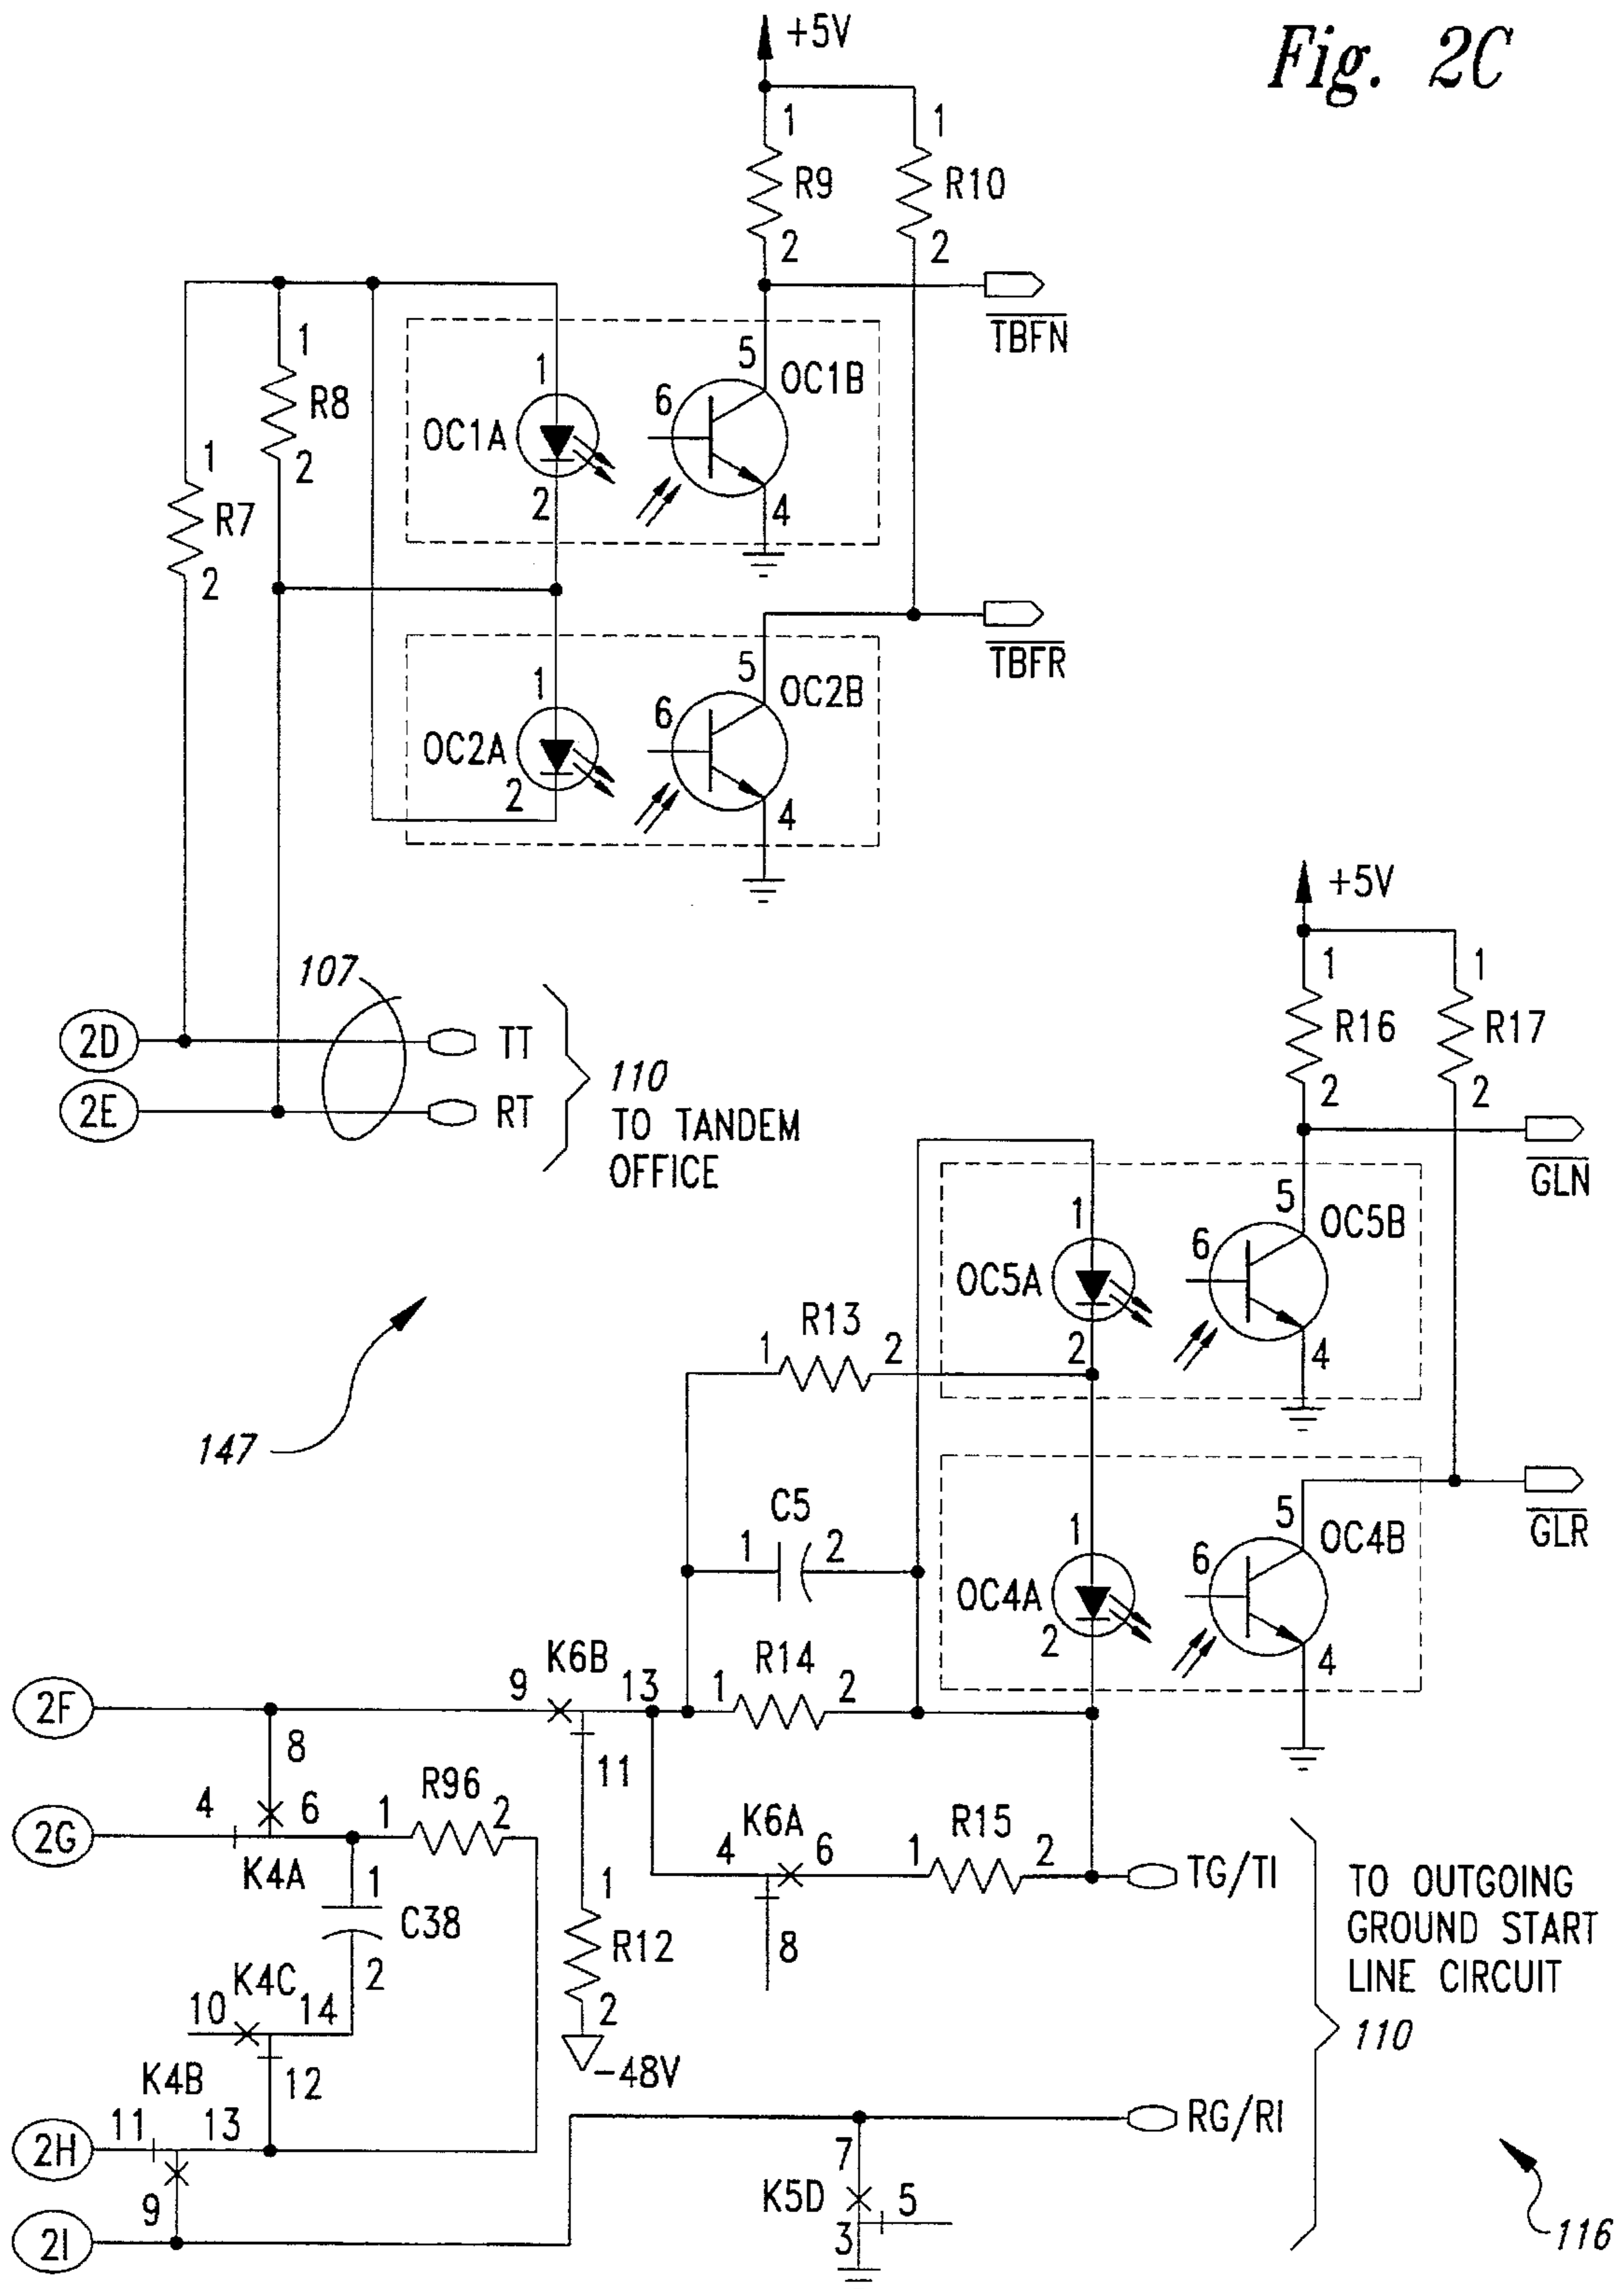 Fig. 2C
+5V
1 1
R9 R10
2 2
TBFN
1
R8
2
1
R7
2
1
OC1A
2
5
6
OC1B
4
TBFR
1
OC2A
2
5
6
OC2B
4
107
2D
TT
2E
RT
110
TO TANDEM
OFFICE
147
+5V
1 1
R16 R17
2 2
GLN
1
OC5A
2
5
6
OC5B
4
R13
1 2
GLR
C5
1 2
1
OC4A
2
5
6
OC4B
4
2F
9
K6B
13
R14
1 2
8
11
2G
4
6
K4A
R96
1 2
K6A
4 6
8
R15
1 2
TG/TI
1
C38
2
1
R12
2
-48V
K4C
10 14
12
TO OUTGOING
GROUND START
LINE CIRCUIT
110
K4B
2H
11 13
9
2I
RG/RI
7
K5D
5
3
116